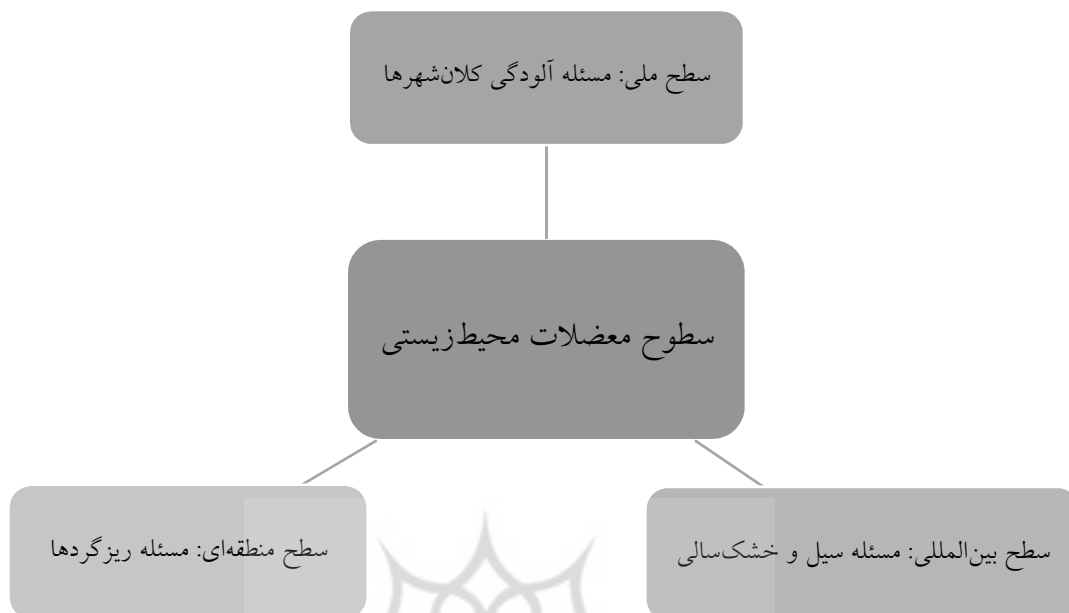 سطح ملی: مسئله آلودگی کلان‌شهرها
سطوح معضلات محیط‌زیستی
سطح بین‌المللی: مسئله سیل و خشک‌سالی
سطح منطقه‌ای: مسئله ریزگردها